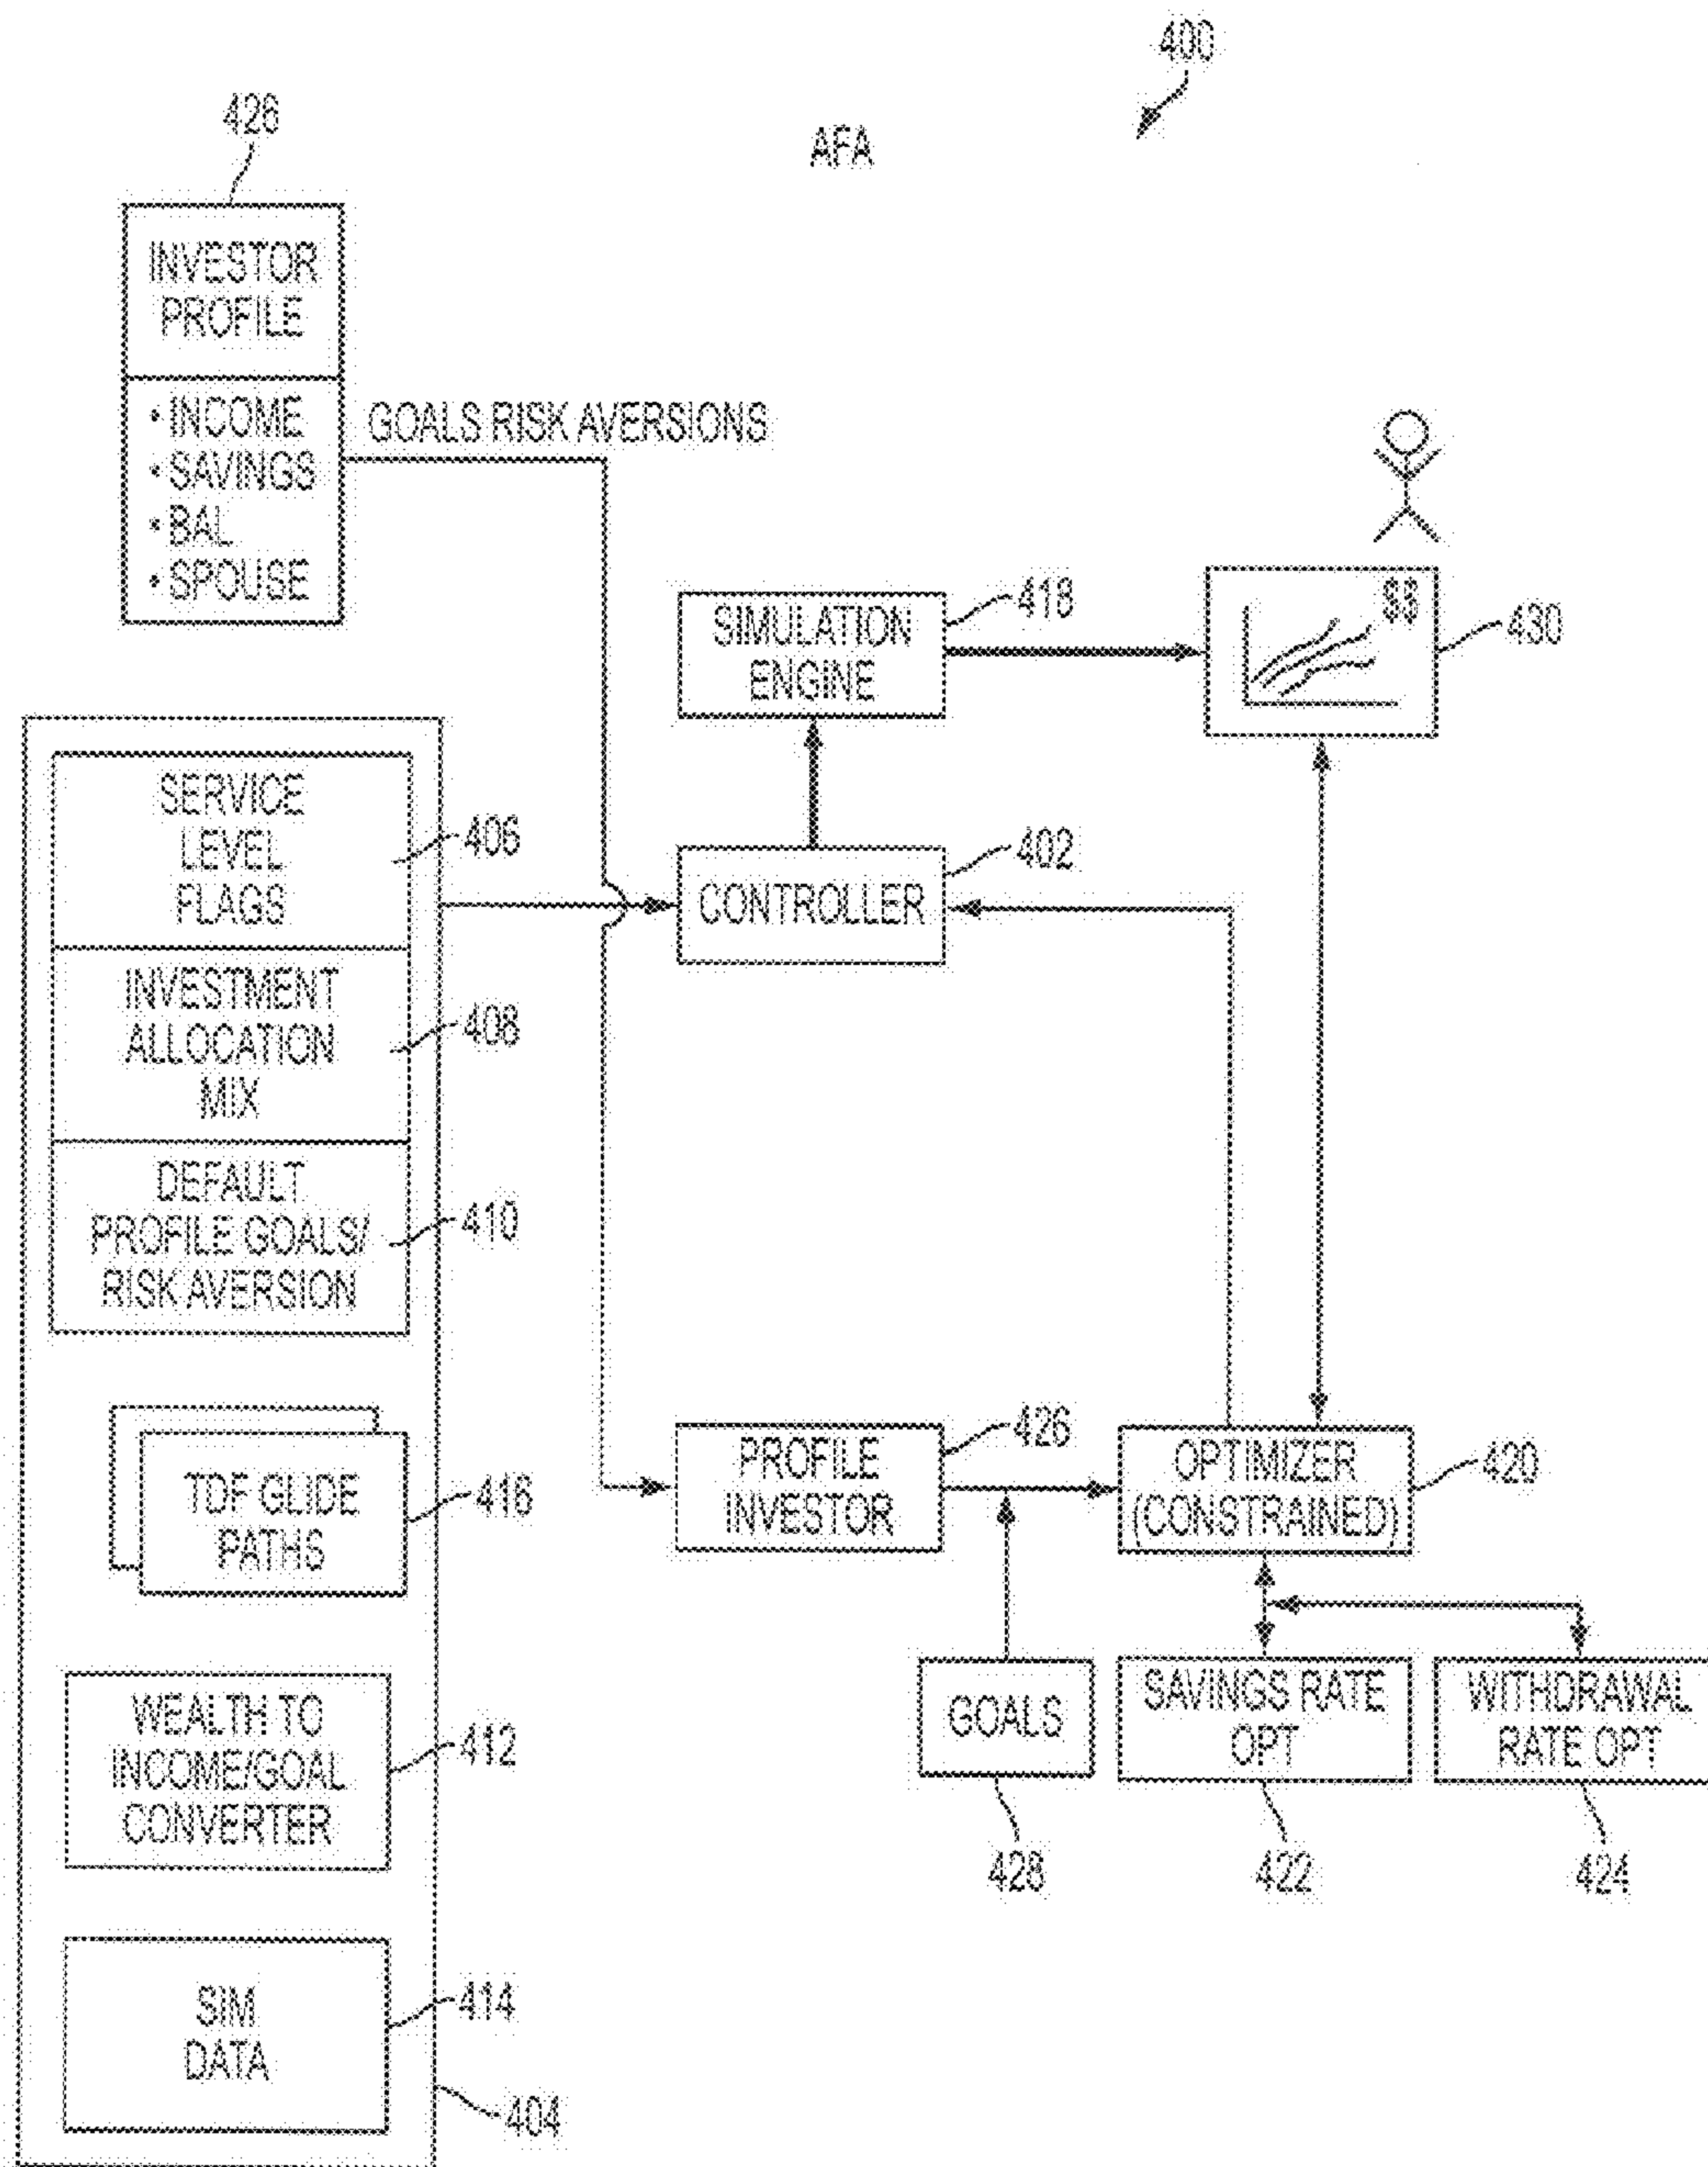 400
AFA
426
INVESTOR
PROFILE
• INCOME
• SAVINGS
• BAL
• SPOUSE
GOALS RISK AVERSIONS
SIMULATION
ENGINE
418
$$
430
SERVICE
LEVEL
FLAGS
406
CONTROLLER
402
INVESTMENT
ALLOCATION
MIX
408
DEFAULT
PROFILE GOALS/
RISK AVERSION
410
TDF GLIDE
PATHS
416
PROFILE
INVESTOR
426
OPTIMIZER
(CONSTRAINED)
420
WEALTH TO
INCOME/GOAL
CONVERTER
412
GOALS
428
SAVINGS RATE
OPT
422
WITHDRAWAL
RATE OPT
424
SIM
DATA
414
404